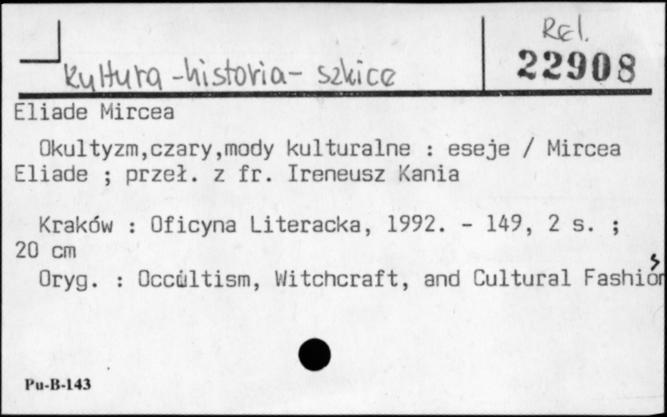 Rel.
22908
Kultura - historia - szkice
Eliade Mircea
Okultyzm,czary,mody kulturalne : eseje / Mircea
Eliade ; przeł. z fr. Ireneusz Kania
Kraków : Oficyna Literacka, 1992. - 149, 2 s. ;
20 cm
Oryg. : Occultism, Witchcraft, and Cultural Fashions
Pu-B-143